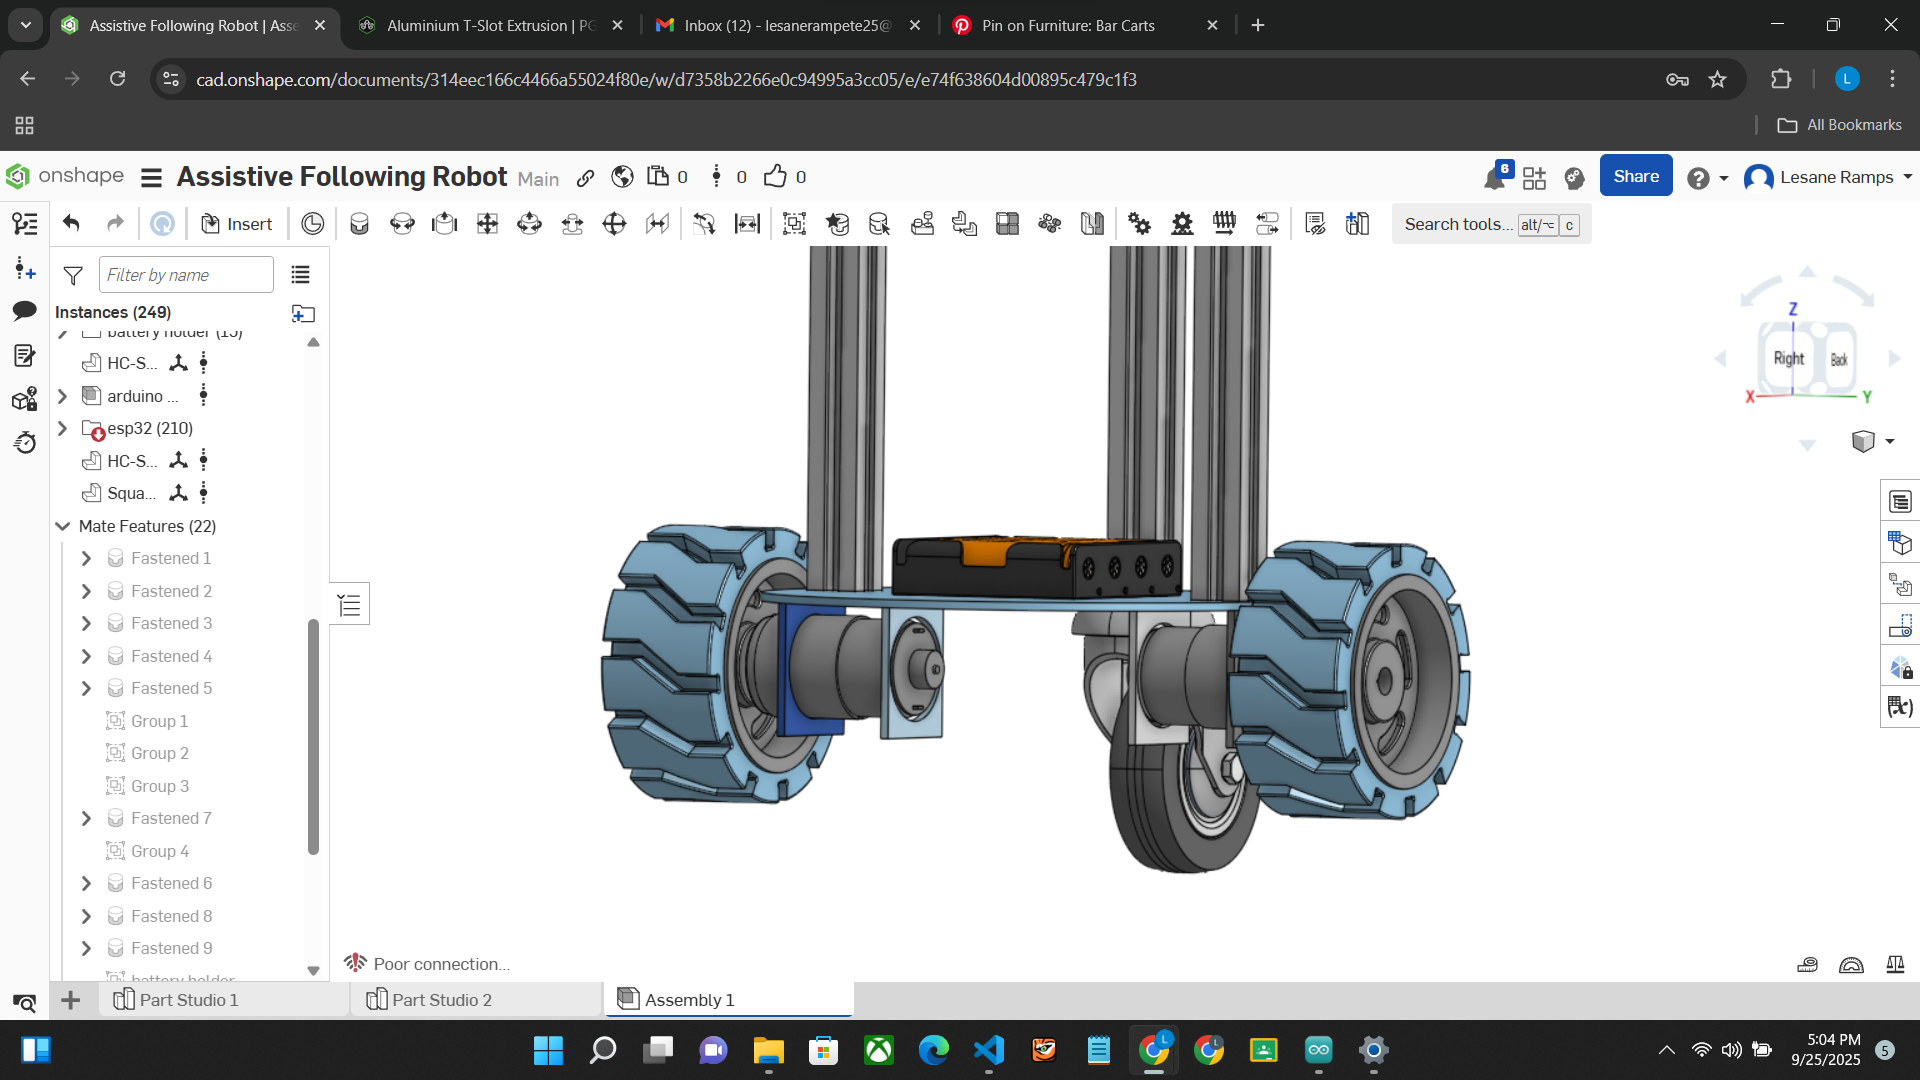 Assistive Following Robot | Asse
Aluminium T-Slot Extrusion | PG
Inbox (12) - lesanerampete25@
Pin on Furniture: Bar Carts
cad.onshape.com/documents/314eec166c4466a55024f80e/w/d7358b2266e0c94995a3cc05/e/e74f638604d00895c479c1f3
L
All Bookmarks
onshape
Assistive Following Robot Main
0
0
0
6
Share
Lesane Ramps
Insert
Search tools... alt/⌥ c
Filter by name
Instances (249)
battery holder (15)
HC-S...
arduino ...
esp32 (210)
HC-S...
Squa...
Mate Features (22)
Fastened 1
Fastened 2
Fastened 3
Fastened 4
Fastened 5
Group 1
Group 2
Group 3
Fastened 7
Group 4
Fastened 6
Fastened 8
Fastened 9
battery holder
Z
Right
Back
X
Y
(x)
Poor connection...
Part Studio 1
Part Studio 2
Assembly 1
L
L
5:04 PM
9/25/2025
5